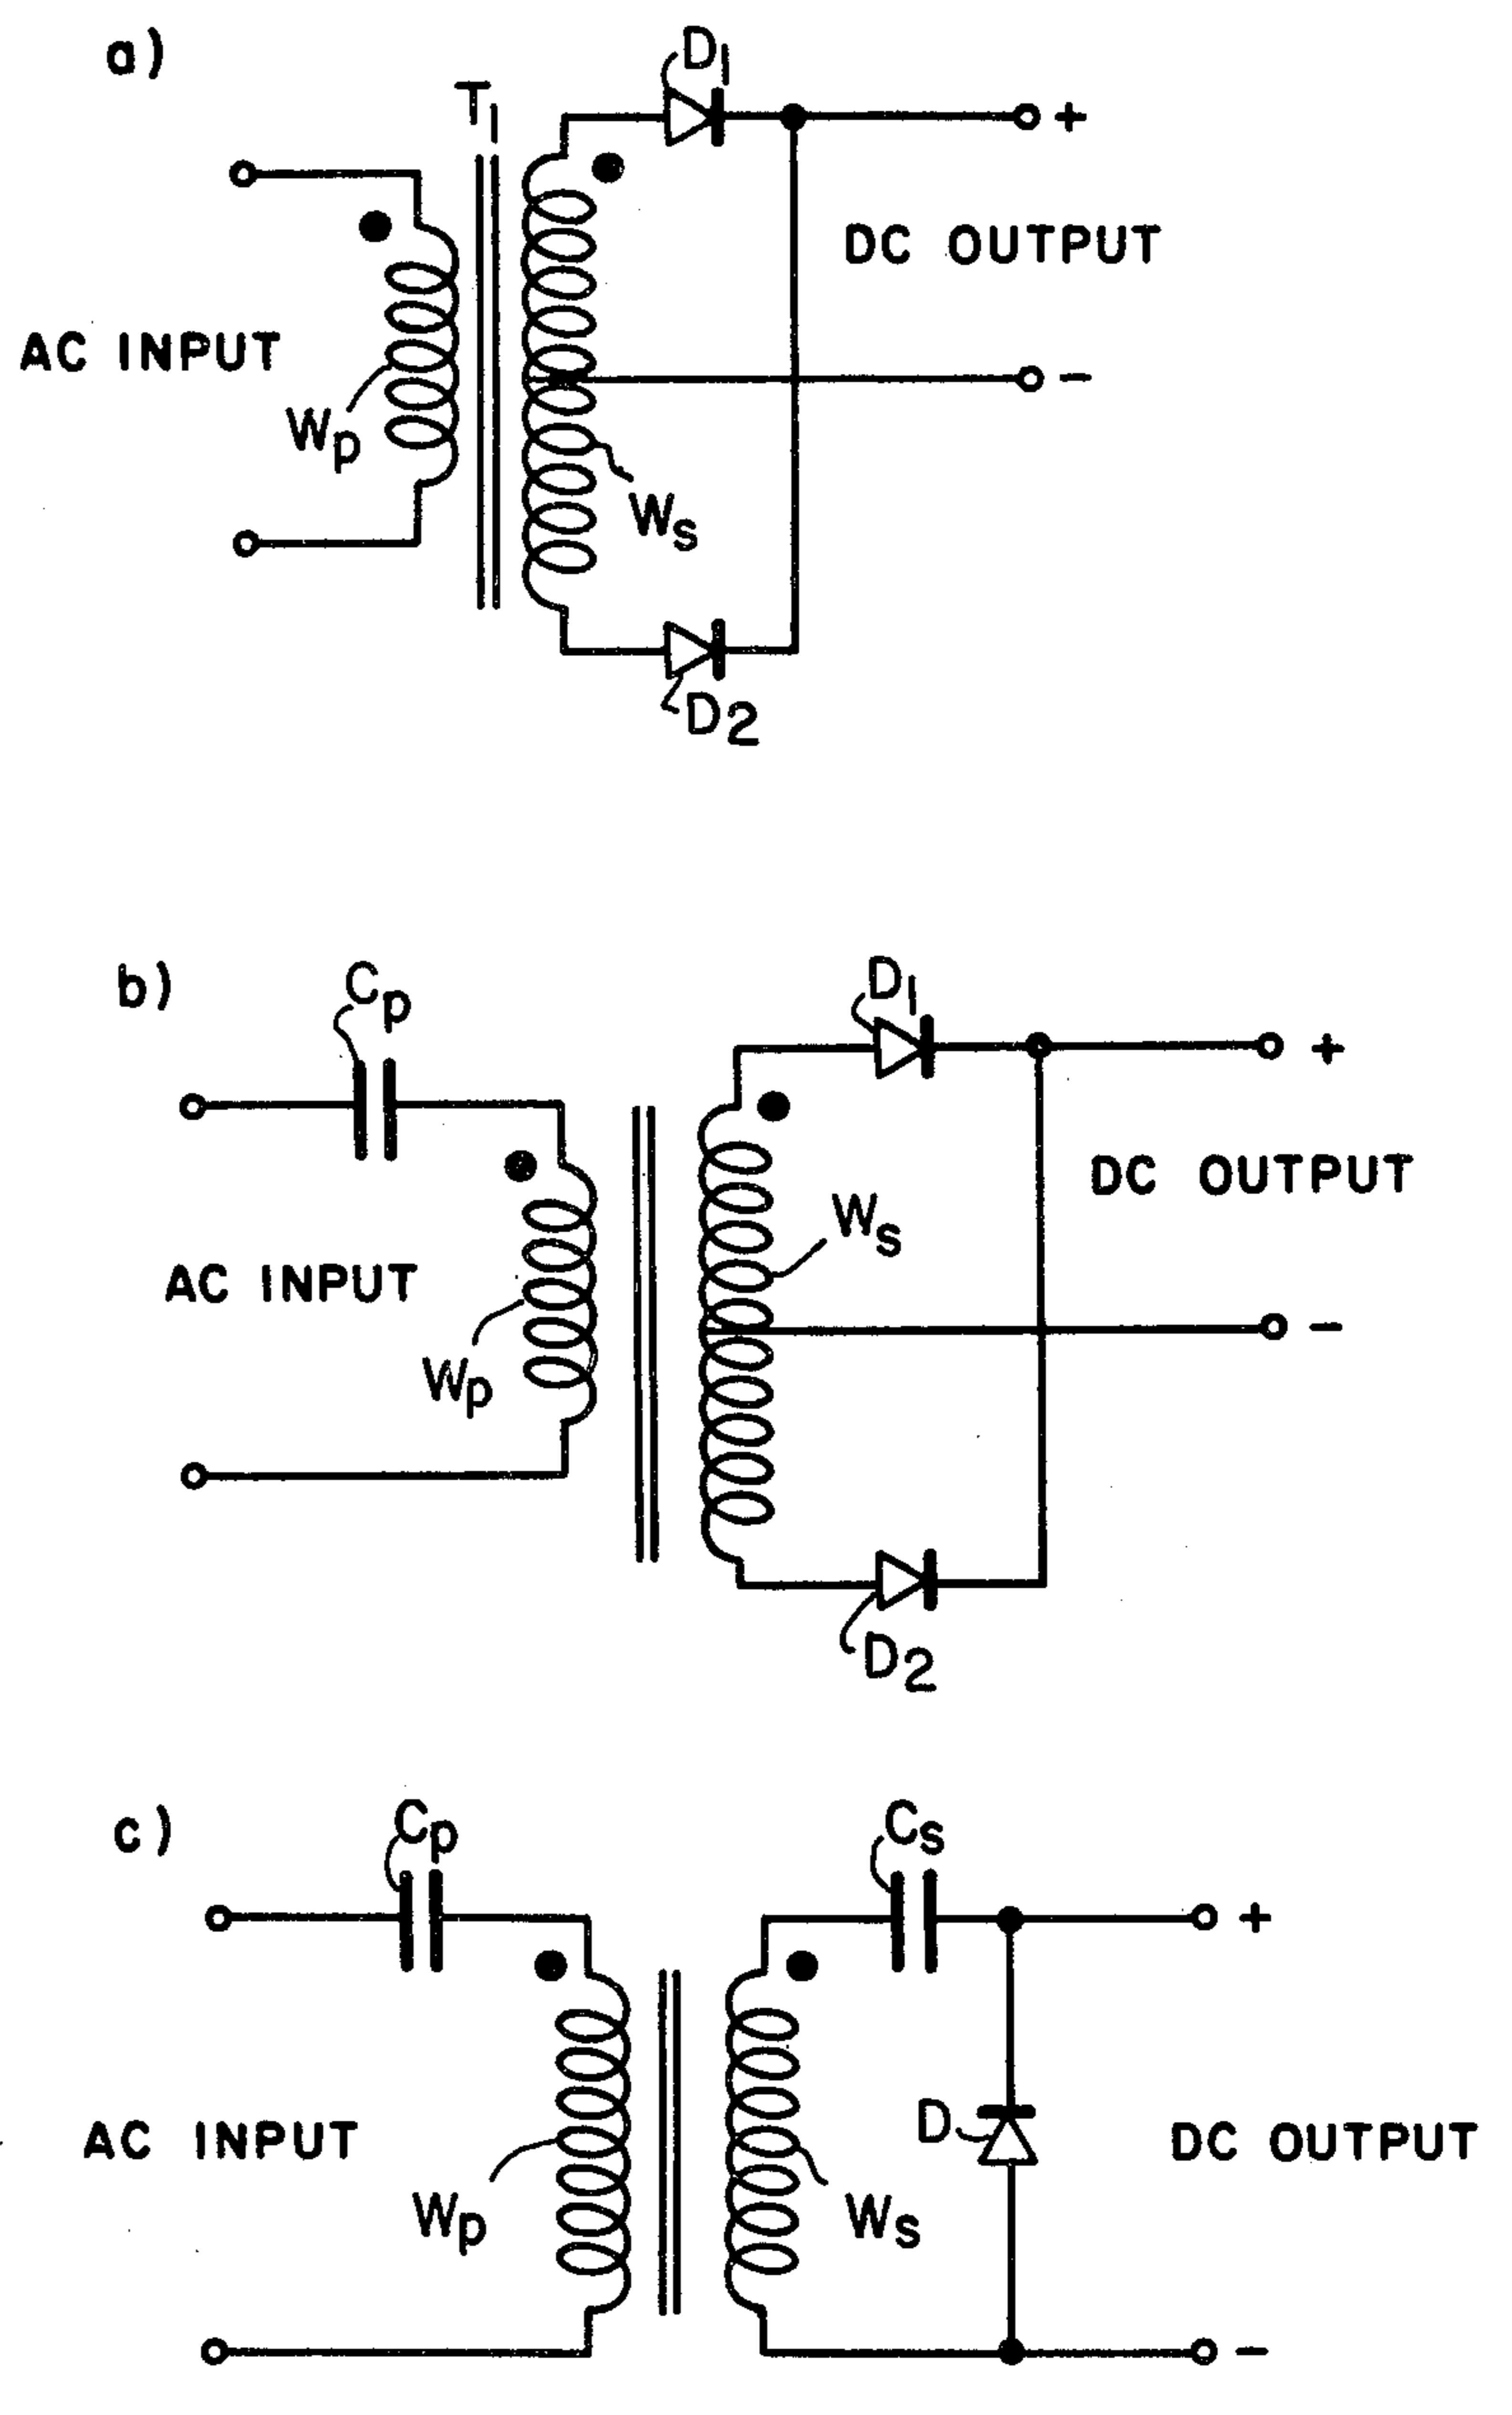 a)
D1
T1
+
DC OUTPUT
AC INPUT
-
Wp
Ws
D2
b)
Cp
D1
+
DC OUTPUT
Ws
AC INPUT
-
Wp
D2
c)
Cp
Cs
+
D
AC INPUT
DC OUTPUT
Wp
Ws
-